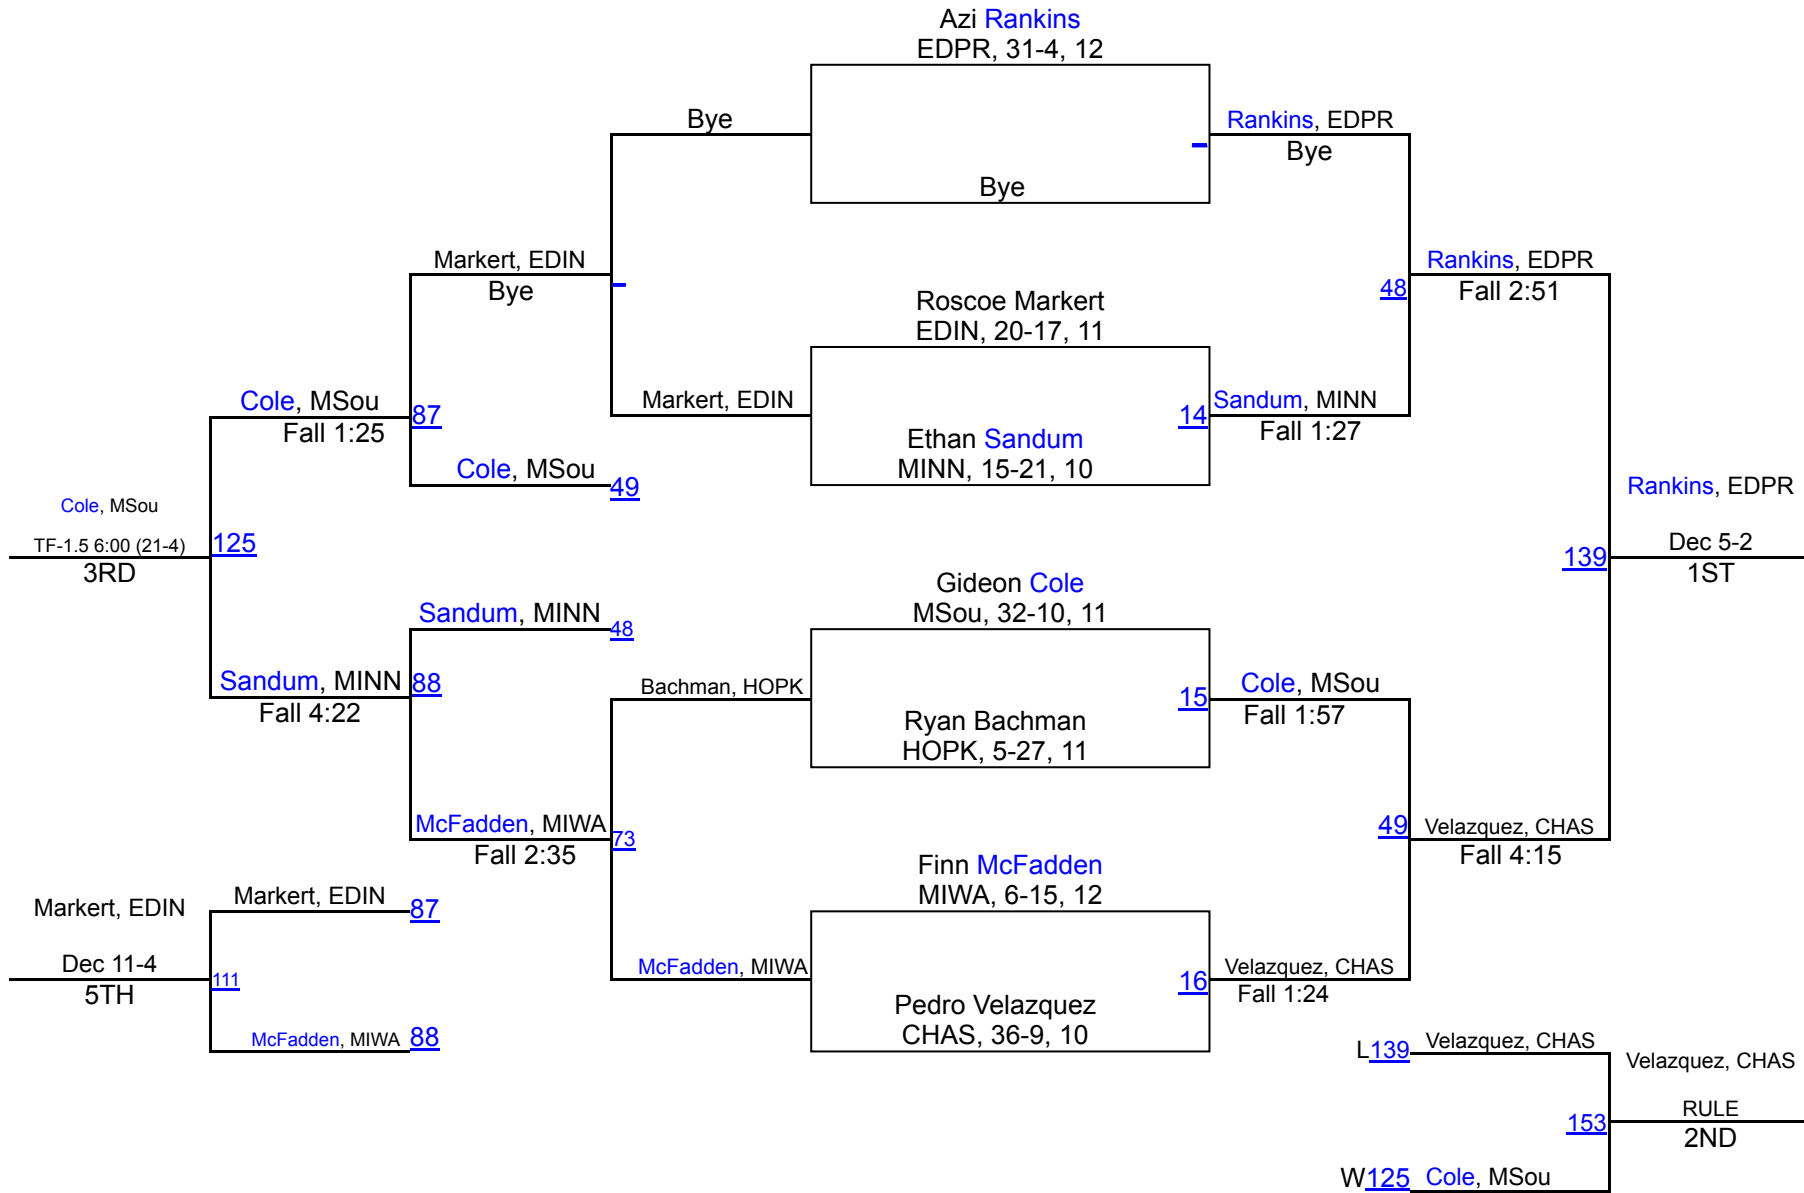 Azi Rankins
EDPR, 31-4, 12
Bye
Rankins, EDPR
Bye
-
Bye
Markert, EDIN
Bye
-
Rankins, EDPR
Fall 2:51
48
Roscoe Markert
EDIN, 20-17, 11
Cole, MSou
Fall 1:25
87
Markert, EDIN
14
Sandum, MINN
Fall 1:27
Ethan Sandum
MINN, 15-21, 10
Cole, MSou
49
Rankins, EDPR
Cole, MSou
TF-1.5 6:00 (21-4)
3RD
125
139
Dec 5-2
1ST
Gideon Cole
MSou, 32-10, 11
Sandum, MINN
48
Sandum, MINN
Fall 4:22
88
Bachman, HOPK
15
Cole, MSou
Fall 1:57
Ryan Bachman
HOPK, 5-27, 11
McFadden, MIWA
Fall 2:35
73
49
Velazquez, CHAS
Fall 4:15
Finn McFadden
MIWA, 6-15, 12
Markert, EDIN
Markert, EDIN
87
Dec 11-4
5TH
111
McFadden, MIWA
16
Velazquez, CHAS
Fall 1:24
Pedro Velazquez
CHAS, 36-9, 10
McFadden, MIWA
88
L139
Velazquez, CHAS
Velazquez, CHAS
153
RULE
2ND
W125
Cole, MSou